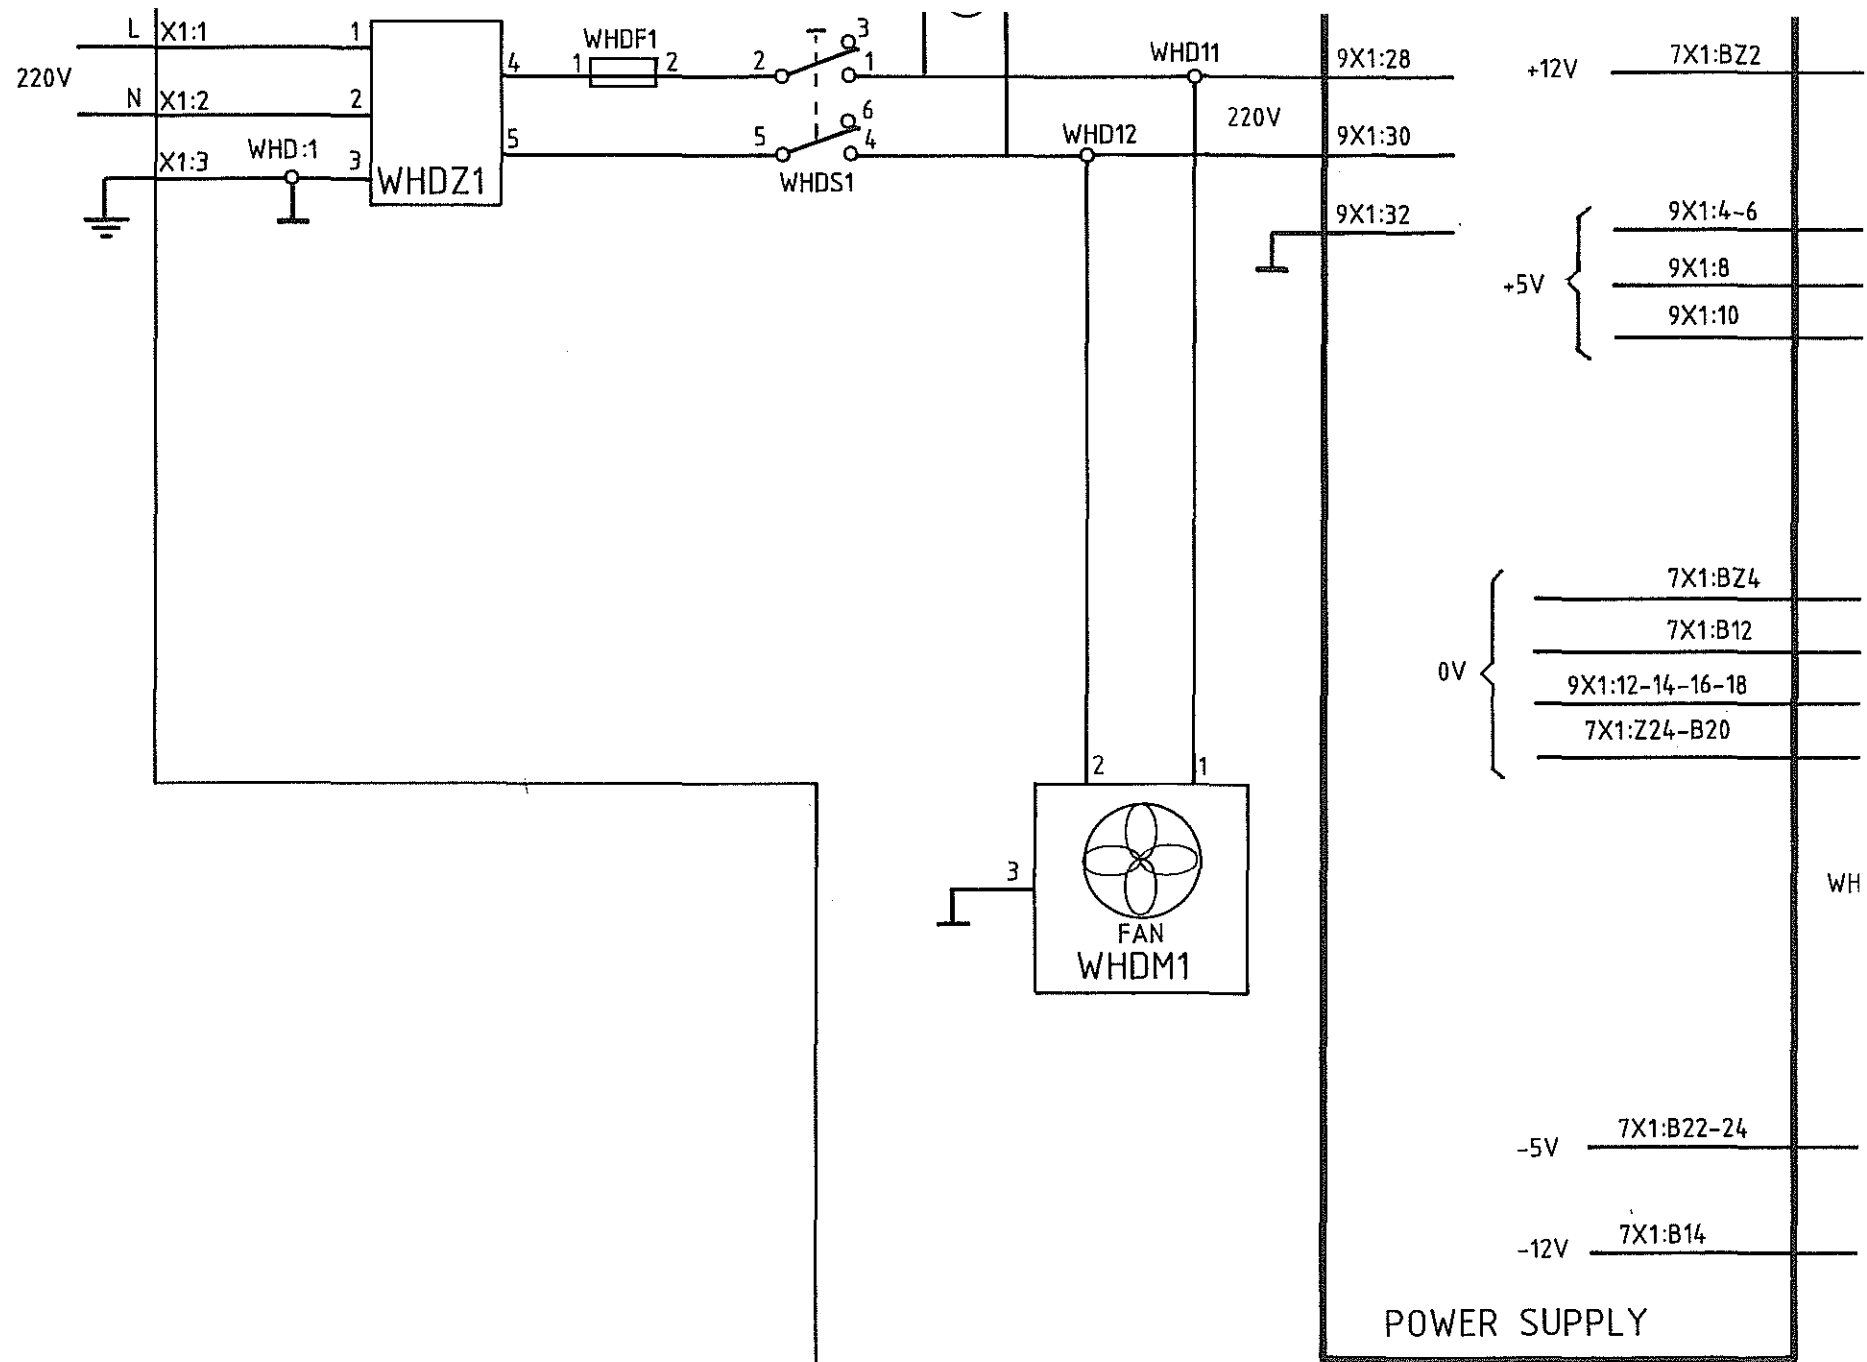 L X1:1 1
220V
N X1:2 2
WHD:1
X1:3 3
WHDZ1
4
5
WHDF1
1 2
2 3 1
5 6 4
WHDS1
WHD11
WHD12
220V
9X1:28
9X1:30
9X1:32
+12V 7X1:BZ2
9X1:4-6
+5V 9X1:8
9X1:10
7X1:BZ4
7X1:B12
0V 9X1:12-14-16-18
7X1:Z24-B20
2 1
3
FAN
WHDM1
WH
-5V 7X1:B22-24
-12V 7X1:B14
POWER SUPPLY